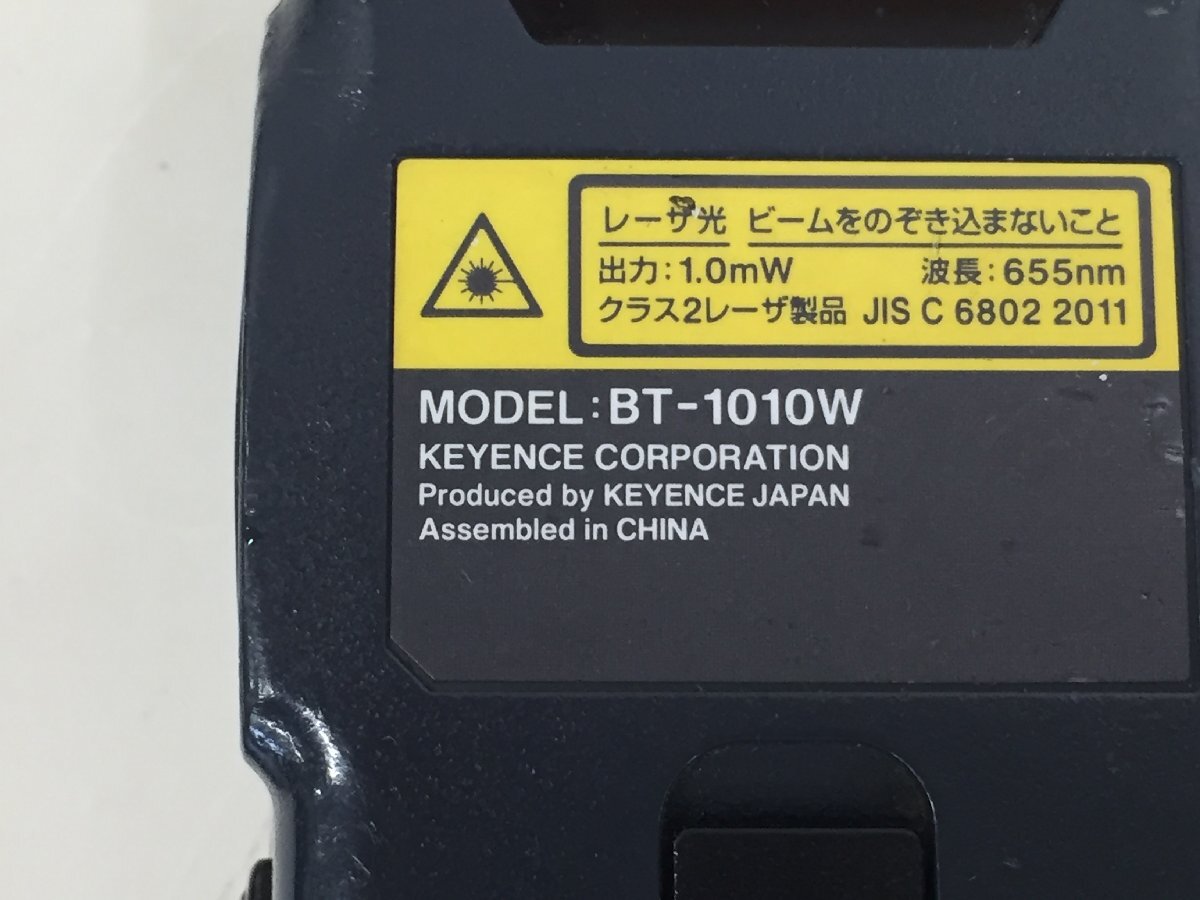 レーザ光 ビームをのぞき込まないこと
出力:1.0mW 波長:655nm
クラス2レーザ製品 JIS C 6802 2011
MODEL:BT-1010W
KEYENCE CORPORATION
Produced by KEYENCE JAPAN
Assembled in CHINA